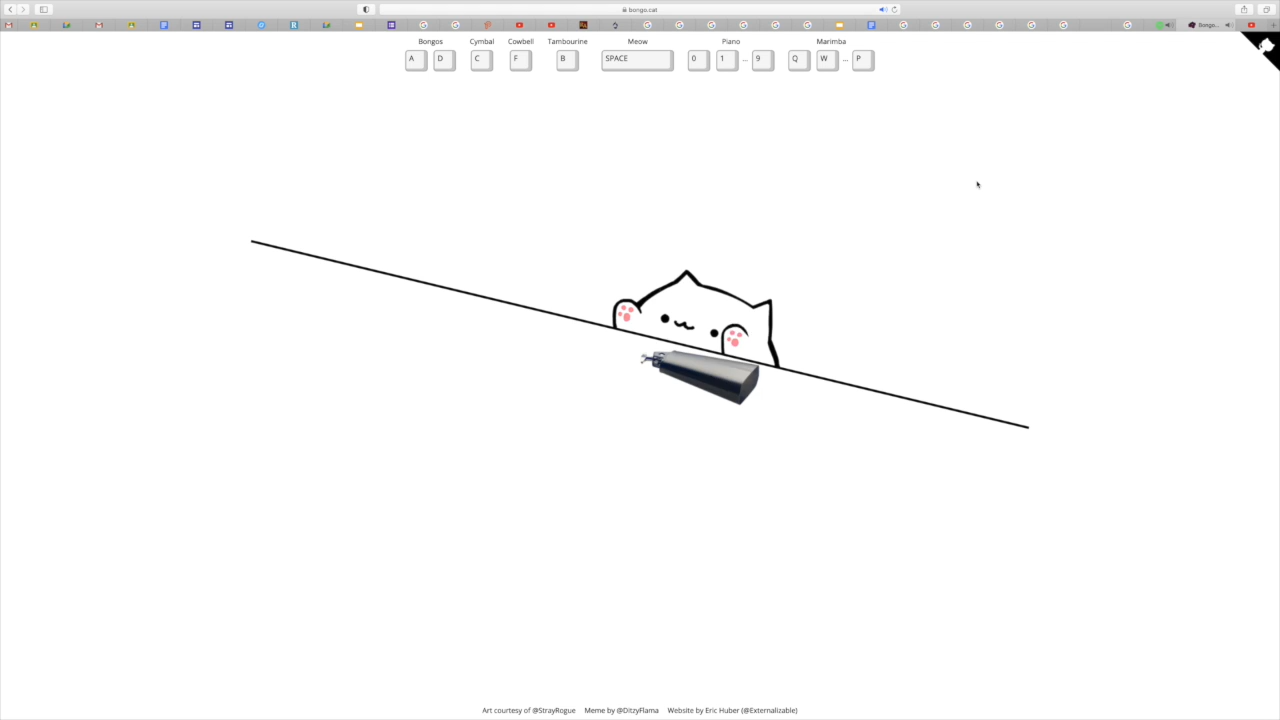 bongo.cat
Bongo...
Bongos Cymbal Cowbell Tambourine Meow Piano Marimba
A D C F B SPACE 0 1 ... 9 Q W ... P
Art courtesy of @StrayRogue Meme by @DitzyFlama Website by Eric Huber (@Externalizable)